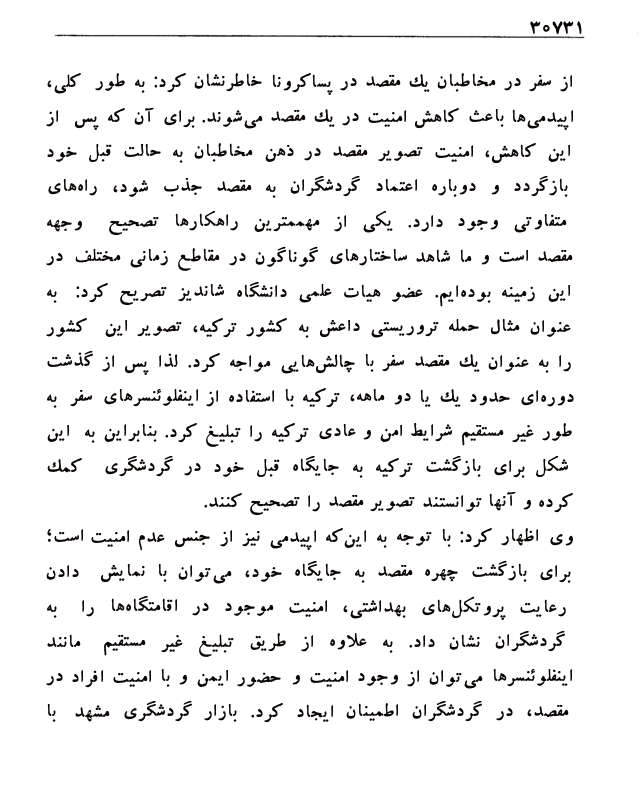 ۳۰۷۳۱
از سفر در مخاطبان یك مقصد در پساکرونا خاطرنشان کرد: به طور کلی،
اپیدمی‌ها باعث کاهش امنیت در یك مقصد می‌شوند. برای آن که پس از
این کاهش، امنیت تصویر مقصد در ذهن مخاطبان به حالت قبل خود
بازگردد و دوباره اعتماد گردشگران به مقصد جذب شود، راه‌های
متفاوتی وجود دارد. یکی از مهممترین راهکارها تصحیح وجهه
مقصد است و ما شاهد ساختارهای گوناگون در مقاطع زمانی مختلف در
این زمینه بوده‌ایم. عضو هیات علمی دانشگاه شاندیز تصریح کرد: به
عنوان مثال حمله تروریستی داعش به کشور ترکیه، تصویر این کشور
را به عنوان یك مقصد سفر با چالش‌هایی مواجه کرد. لذا پس از گذشت
دوره‌ای حدود یك یا دو ماهه، ترکیه با استفاده از اینفلوئنسرهای سفر به
طور غیر مستقیم شرایط امن و عادی ترکیه را تبلیغ کرد. بنابراین به این
شکل برای بازگشت ترکیه به جایگاه قبل خود در گردشگری کمك
کرده و آنها توانستند تصویر مقصد را تصحیح کنند.
وی اظهار کرد: با توجه به این‌که اپیدمی نیز از جنس عدم امنیت است؛
برای بازگشت چهره مقصد به جایگاه خود، می‌توان با نمایش دادن
رعایت پروتکل‌های بهداشتی، امنیت موجود در اقامتگاه‌ها را به
گردشگران نشان داد. به علاوه از طریق تبلیغ غیر مستقیم مانند
اینفلوئنسرها می‌توان از وجود امنیت و حضور ایمن و با امنیت افراد در
مقصد، در گردشگران اطمینان ایجاد کرد. بازار گردشگری مشهد با